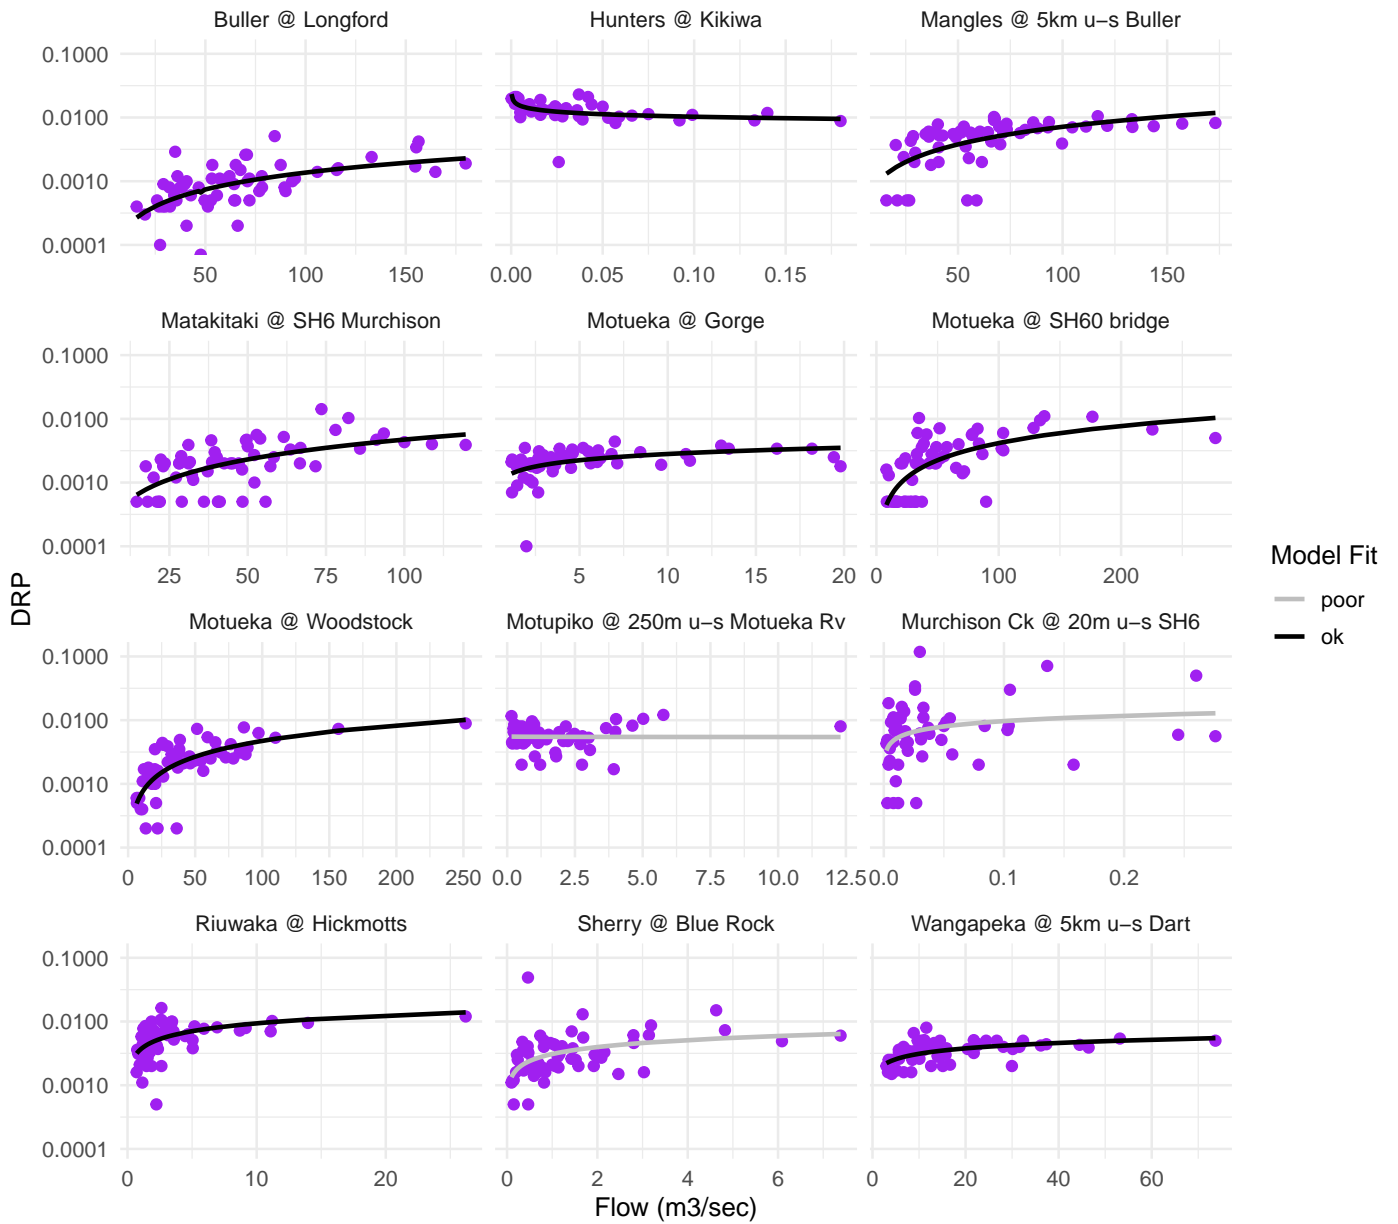 Buller @ Longford Hunters @ Kikiwa Mangles @ 5km u−s Buller
0.1000
0.0100
0.0010
0.0001
50 100 150 0.00 0.05 0.10 0.15 50 100 150
Matakitaki @ SH6 Murchison Motueka @ Gorge Motueka @ SH60 bridge
0.1000
0.0100
0.0010
0.0001
25 50 75 100 5 10 15 20 0 100 200
Motueka @ Woodstock Motupiko @ 250m u−s Motueka Rv Murchison Ck @ 20m u−s SH6
0.1000
0.0100
0.0010
0.0001
0 50 100 150 200 250 0.0 2.5 5.0 7.5 10.0 12.5 0.0 0.1 0.2
Riuwaka @ Hickmotts Sherry @ Blue Rock Wangapeka @ 5km u−s Dart
0.1000
0.0100
0.0010
0.0001
0 10 20 0 2 4 6 0 20 40 60
Flow (m3/sec)
DRP
Model Fit
poor
ok